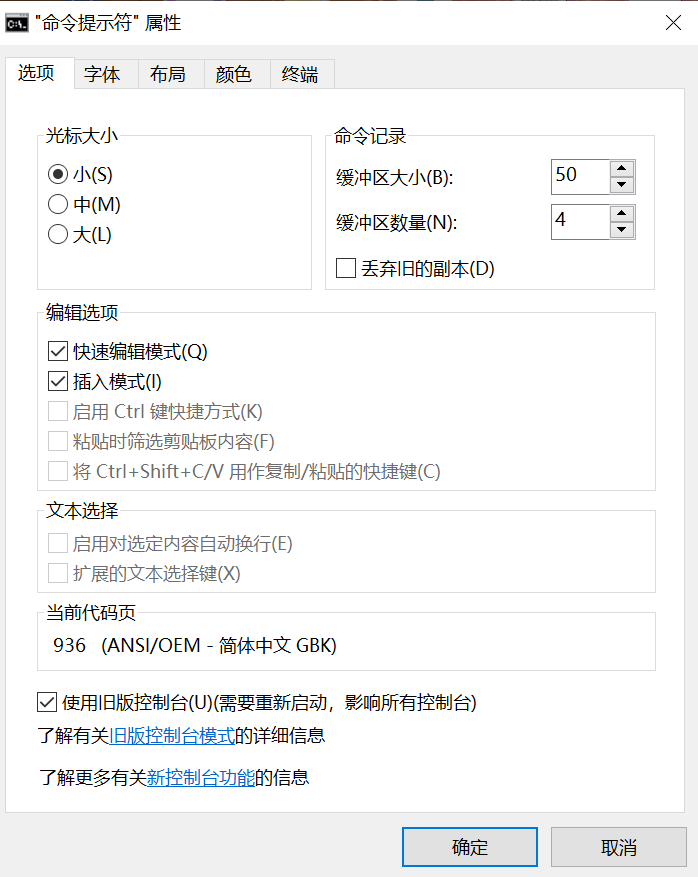 "命令提示符" 属性
选项 字体 布局 颜色 终端
光标大小
小(S)
中(M)
大(L)
命令记录
缓冲区大小(B): 50
缓冲区数量(N): 4
丢弃旧的副本(D)
编辑选项
快速编辑模式(Q)
插入模式(I)
启用 Ctrl 键快捷方式(K)
粘贴时筛选剪贴板内容(F)
将 Ctrl+Shift+C/V 用作复制/粘贴的快捷键(C)
文本选择
启用对选定内容自动换行(E)
扩展的文本选择键(X)
当前代码页
936 (ANSI/OEM - 简体中文 GBK)
使用旧版控制台(U)(需要重新启动，影响所有控制台)
了解有关旧版控制台模式的详细信息
了解更多有关新控制台功能的信息
确定 取消